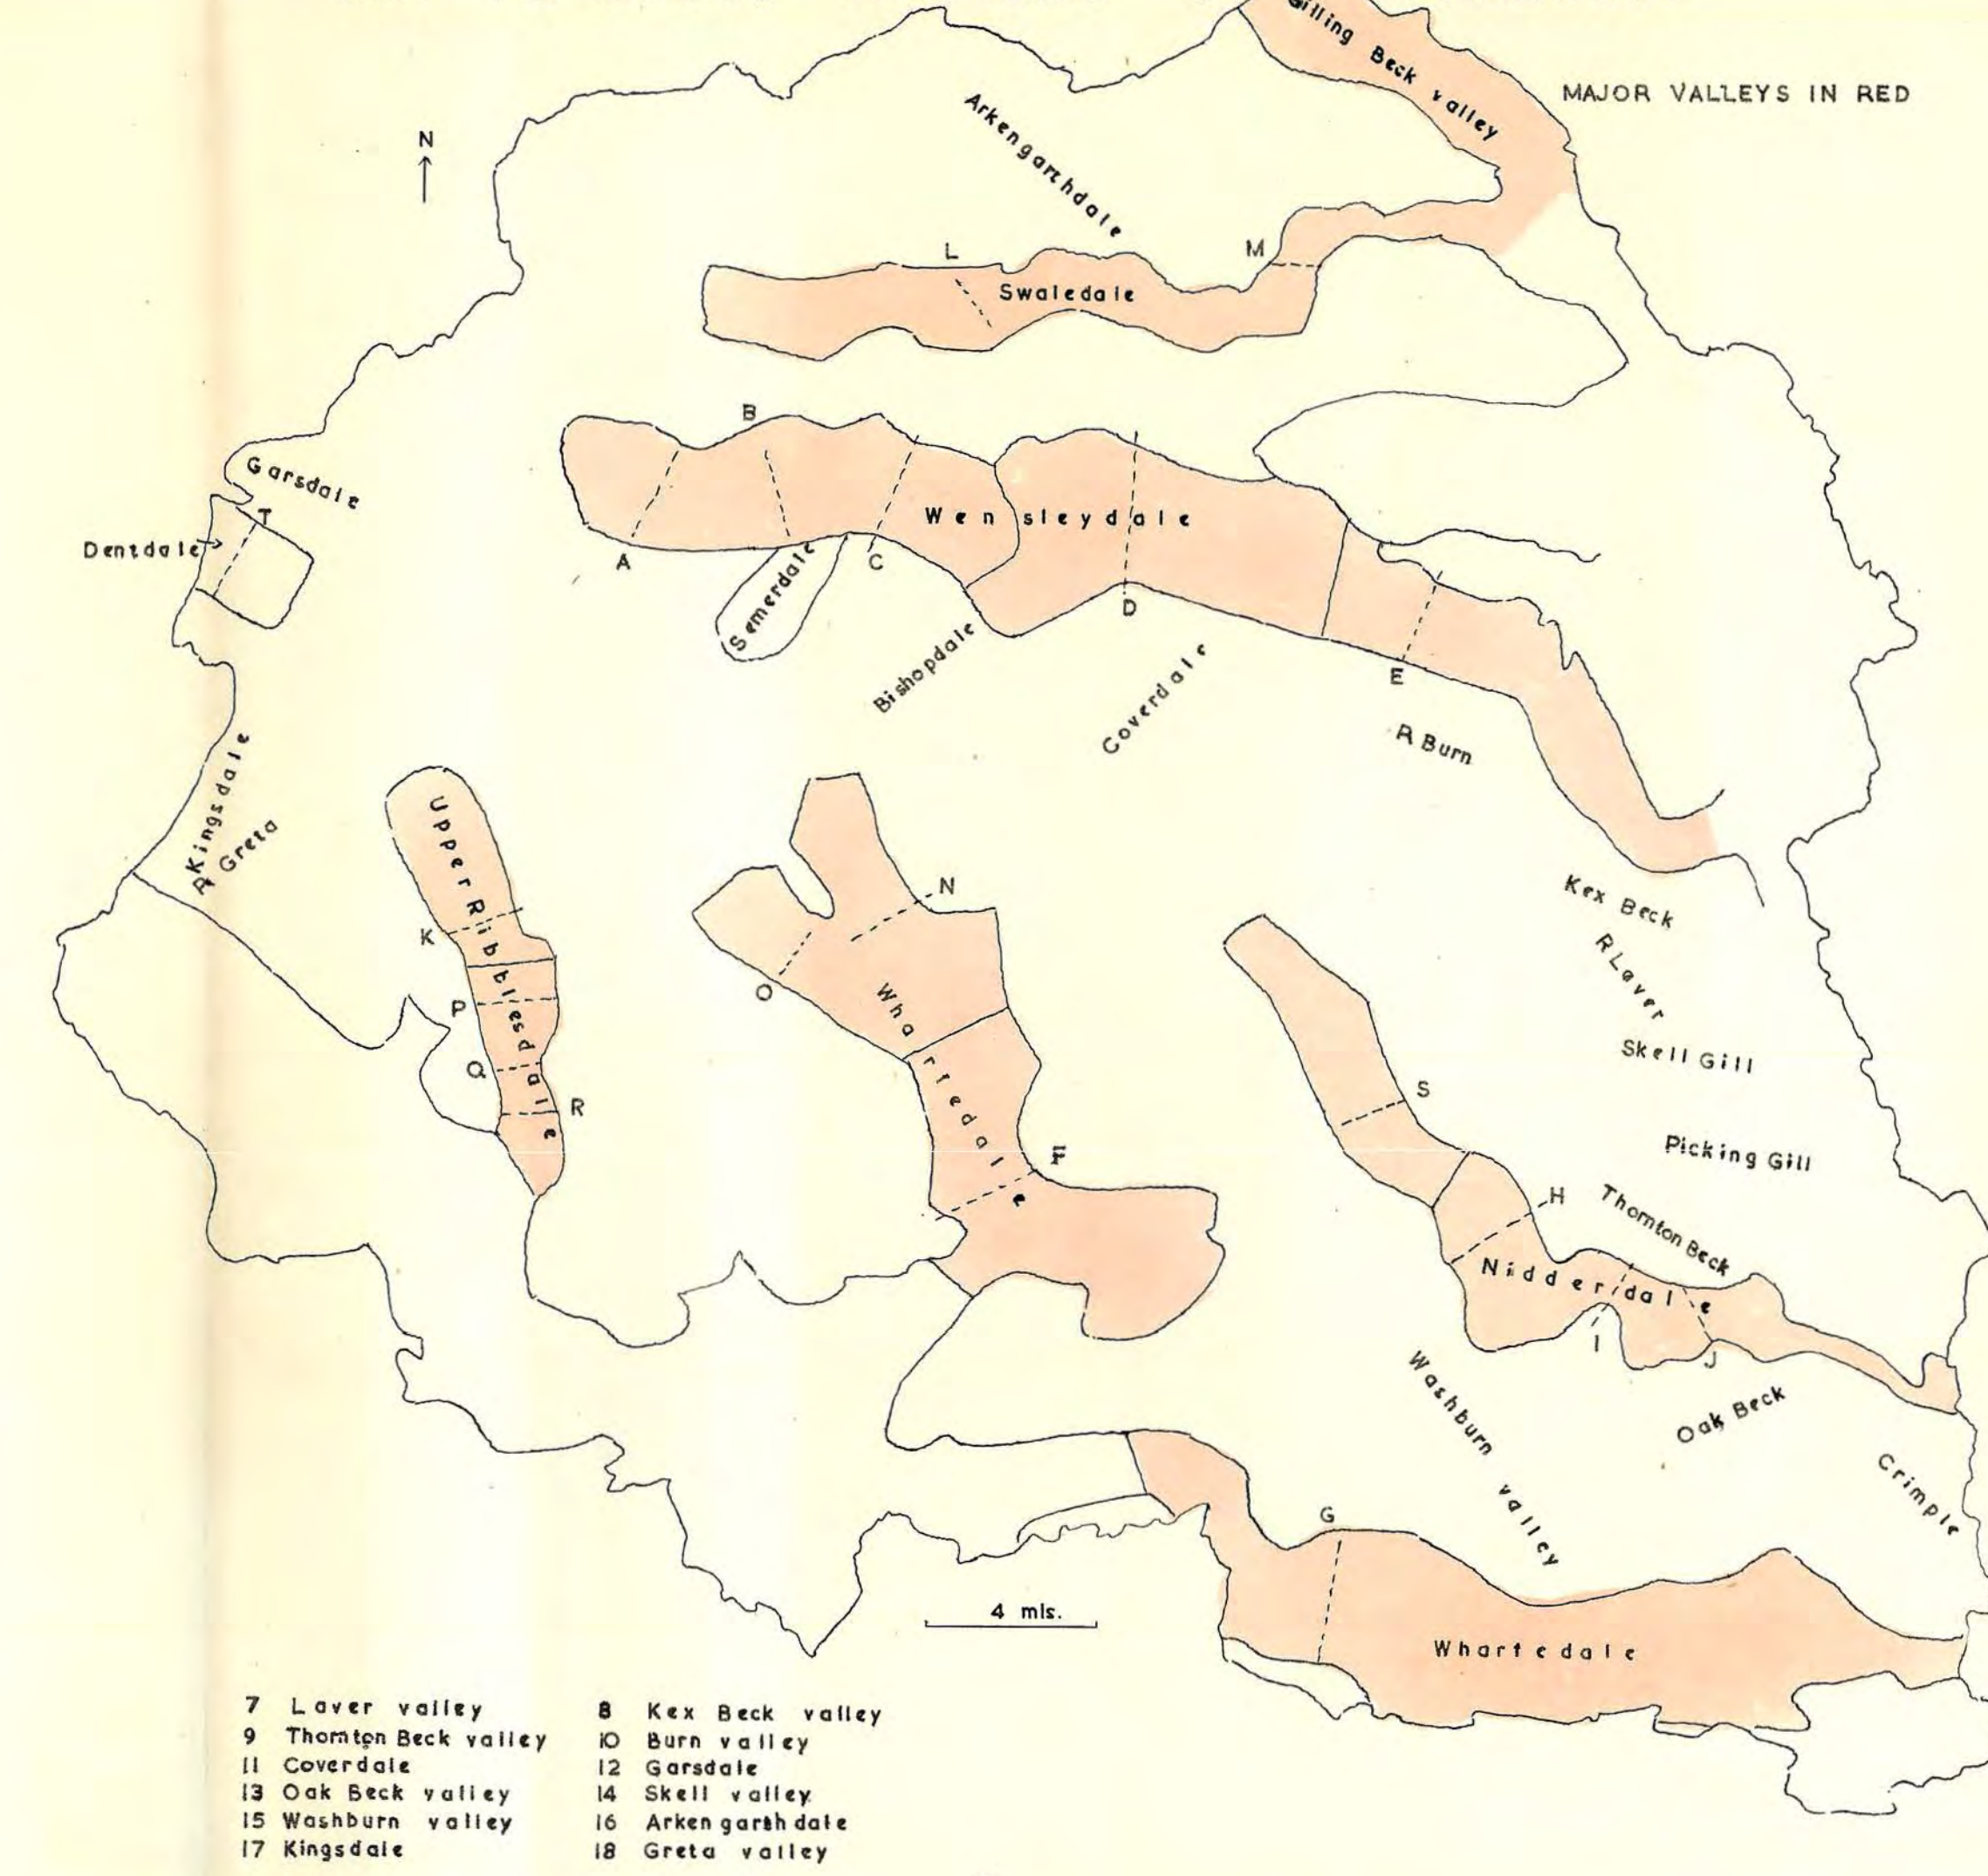 Gilling Beck valley
MAJOR VALLEYS IN RED
N
Arkengarthdale
L
M
Swaledale
B
Garsdale
T
Wensleydale
Dentdale
A
C
Semerdale
D
Bishopdale
Coverdale
E
R Burn
Kingsdale
R Greta
Upper Ribblesdale
N
Kex Beck
K
R Laver
O
P
Wharfedale
Skell Gill
Q
S
R
F
Picking Gill
H
Thornton Beck
Nidderdale
I
J
Washburn valley
Oak Beck
Crimple
G
4 mls.
Wharfedale
7 Laver valley 8 Kex Beck valley
9 Thornton Beck valley 10 Burn valley
11 Coverdale 12 Garsdale
13 Oak Beck valley 14 Skell valley
15 Washburn valley 16 Arkengarthdale
17 Kingsdale 18 Greta valley